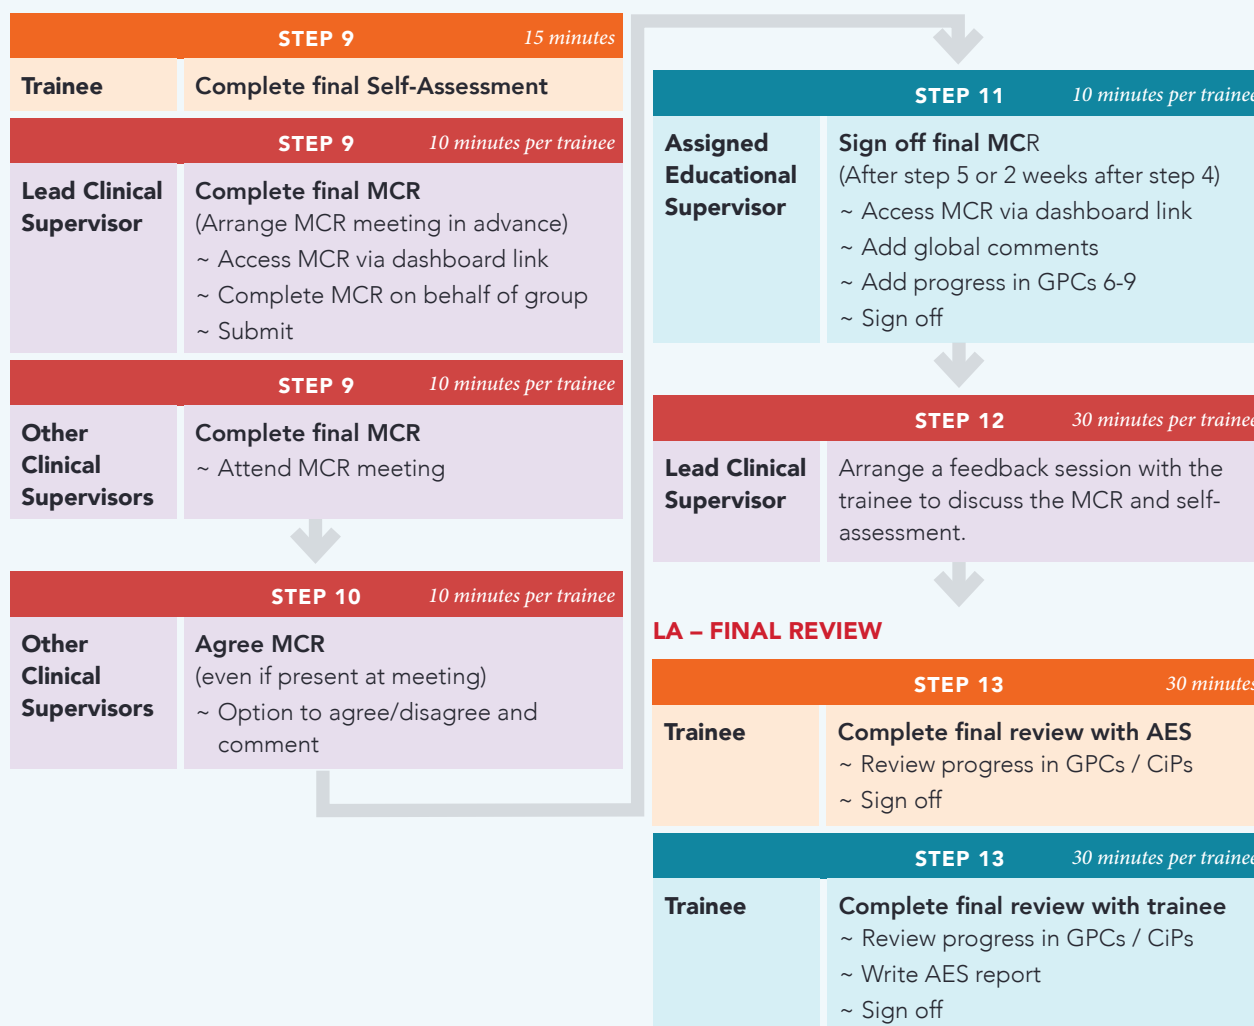 STEP 9 15 minutes
Trainee
Complete final Self-Assessment
STEP 9 10 minutes per trainee
Lead Clinical
Supervisor
Complete final MCR
(Arrange MCR meeting in advance)
~ Access MCR via dashboard link
~ Complete MCR on behalf of group
~ Submit
STEP 9 10 minutes per trainee
Other
Clinical
Supervisors
Complete final MCR
~ Attend MCR meeting
STEP 10 10 minutes per trainee
Other
Clinical
Supervisors
Agree MCR
(even if present at meeting)
~ Option to agree/disagree and
comment
STEP 11 10 minutes per trainee
Assigned
Educational
Supervisor
Sign off final MCR
(After step 5 or 2 weeks after step 4)
~ Access MCR via dashboard link
~ Add global comments
~ Add progress in GPCs 6-9
~ Sign off
STEP 12 30 minutes per trainee
Lead Clinical
Supervisor
Arrange a feedback session with the
trainee to discuss the MCR and self-
assessment.
LA – FINAL REVIEW
STEP 13 30 minutes
Trainee
Complete final review with AES
~ Review progress in GPCs / CiPs
~ Sign off
STEP 13 30 minutes per trainee
Trainee
Complete final review with trainee
~ Review progress in GPCs / CiPs
~ Write AES report
~ Sign off